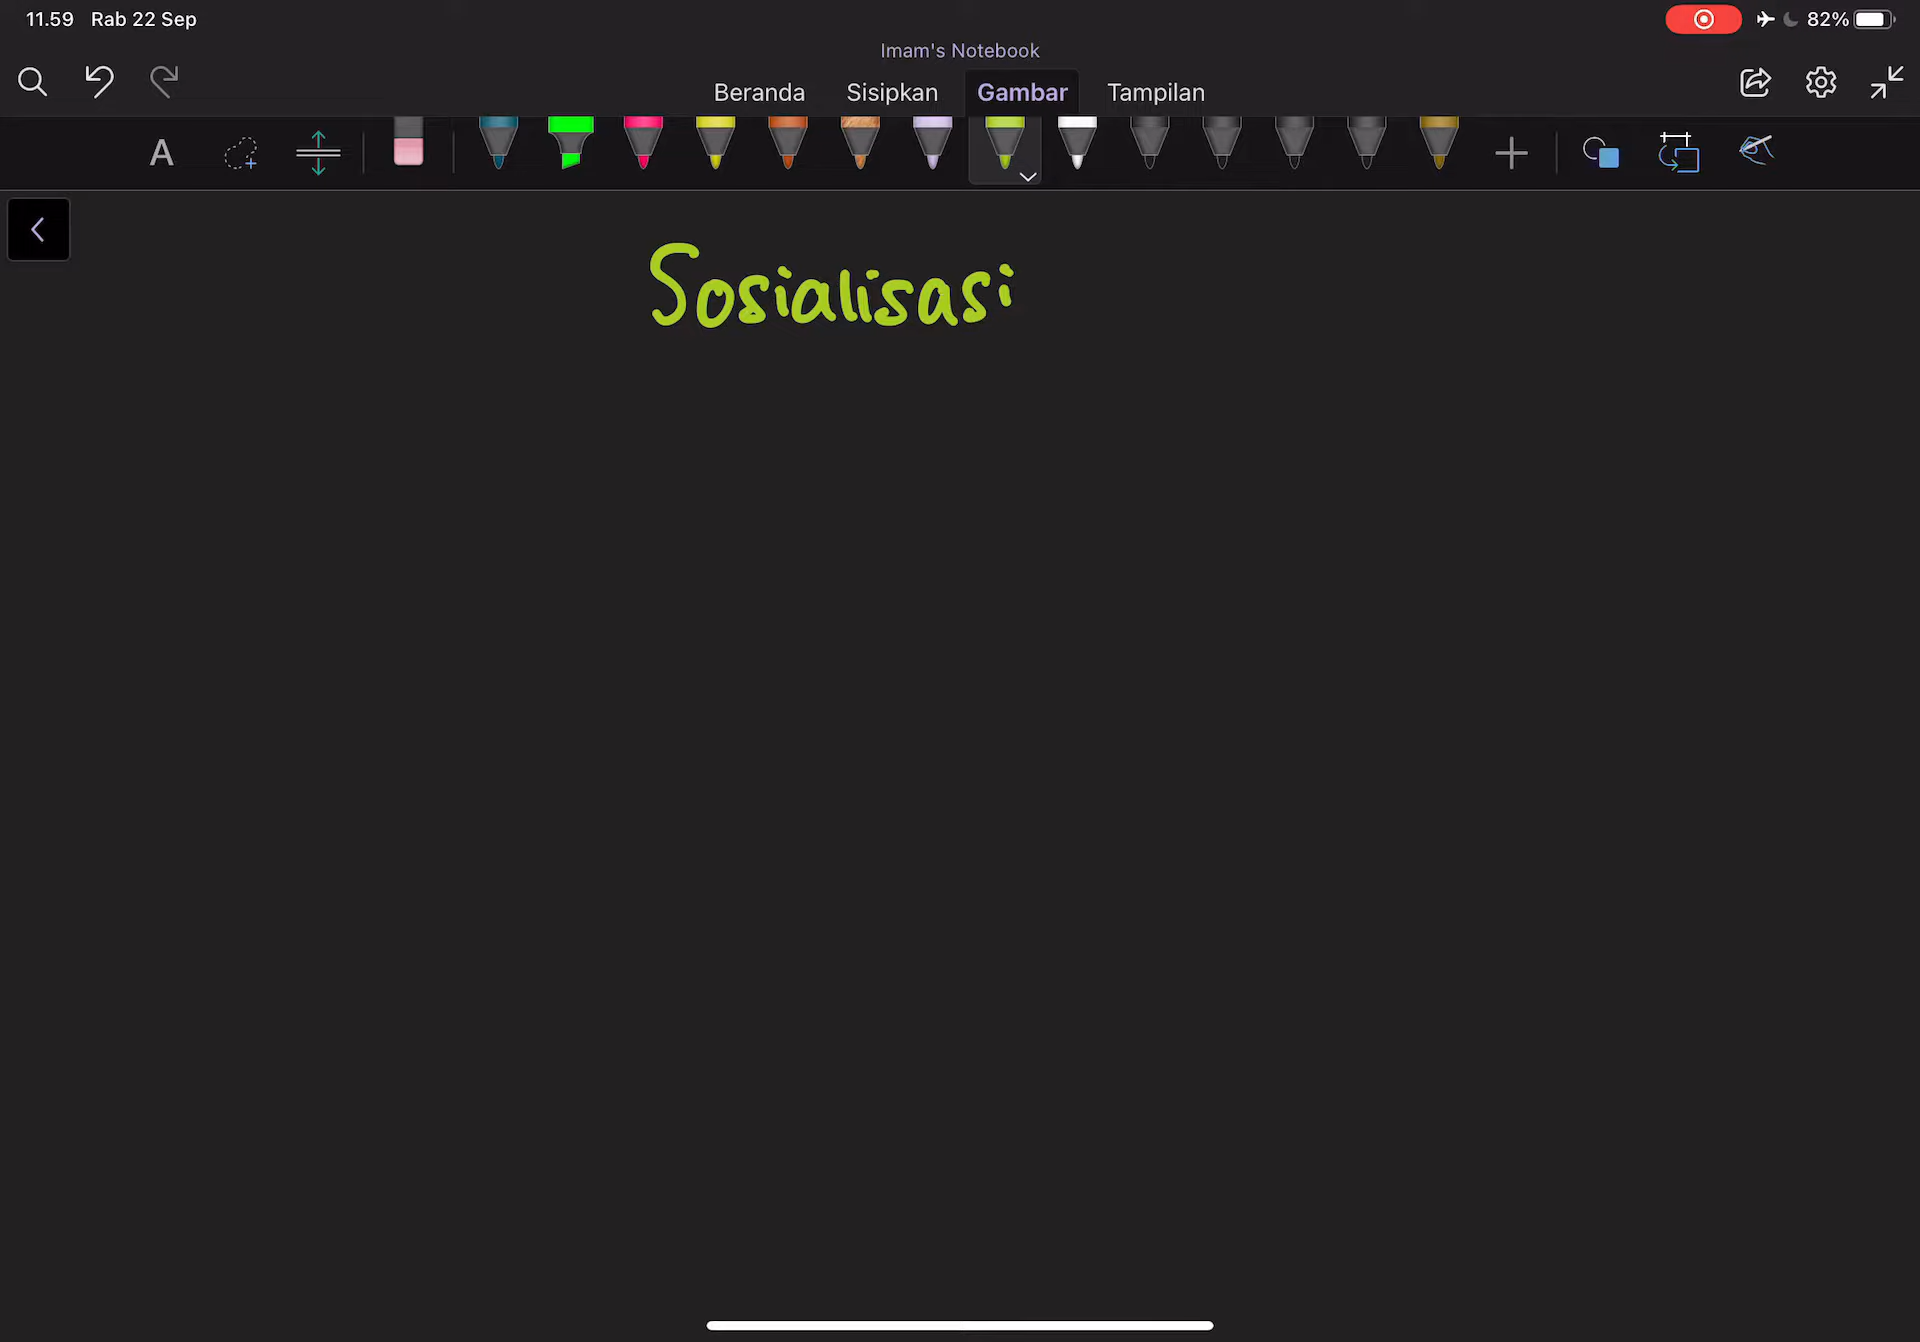 11.59 Rab 22 Sep 82%
Imam's Notebook
Beranda Sisipkan Gambar Tampilan
A
Sosialisasi